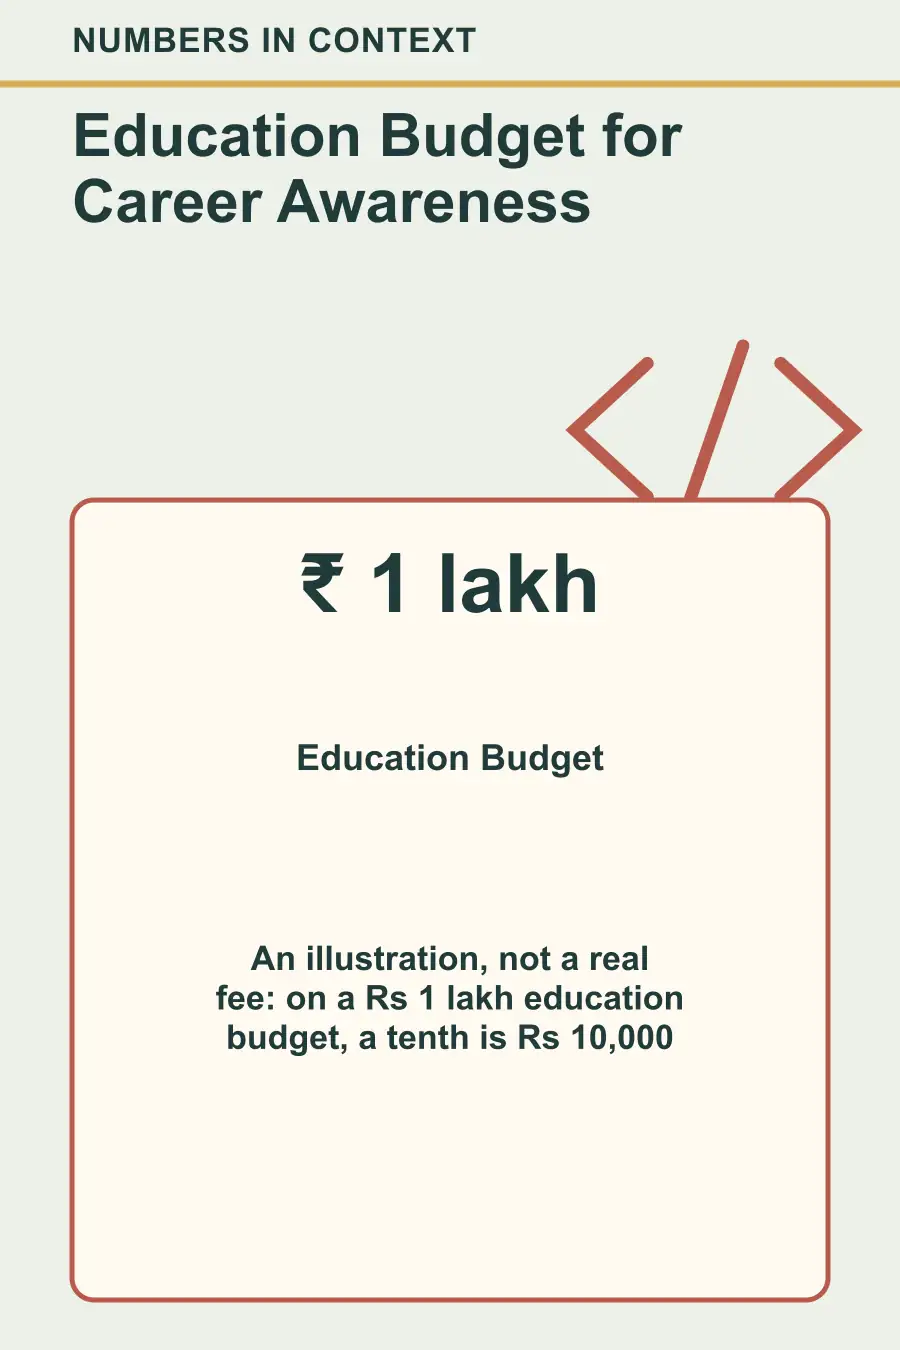 NUMBERS IN CONTEXT
Education Budget for
Career Awareness
₹ 1 lakh
Education Budget
An illustration, not a real
fee: on a Rs 1 lakh education
budget, a tenth is Rs 10,000